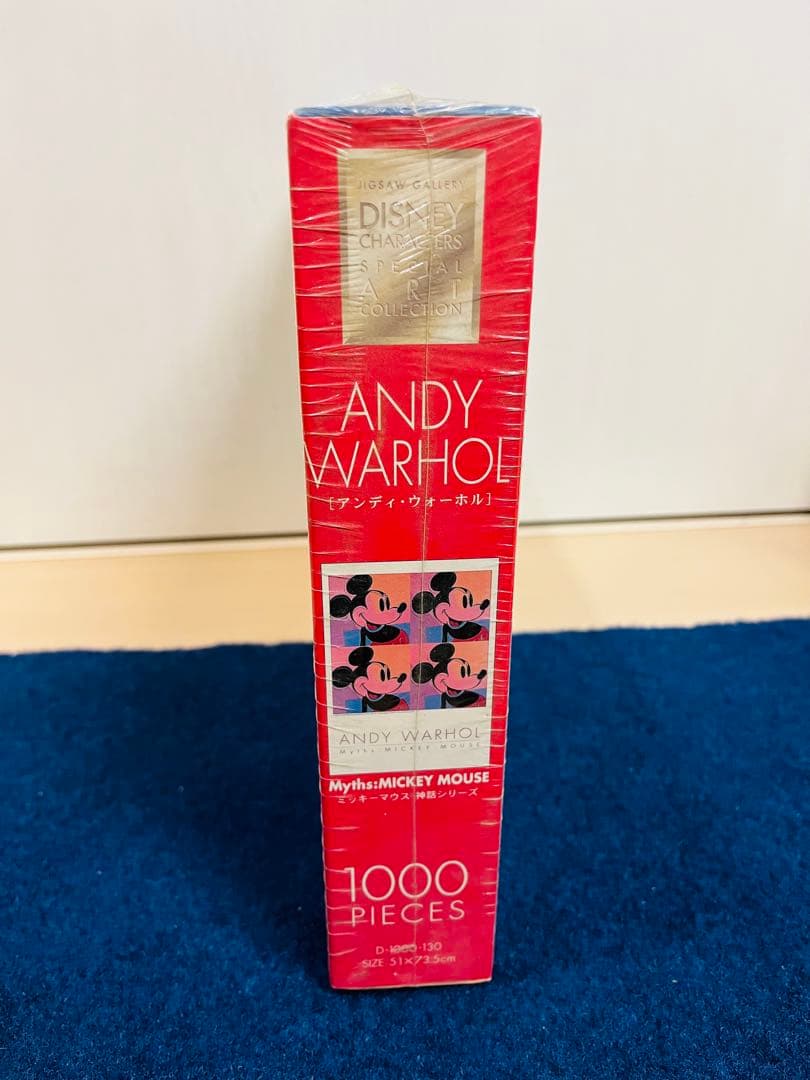 JIGSAW GALLERY
DISNEY
CHARACTERS
SPECIAL
ART
COLLECTION
ANDY
WARHOL
[アンディ・ウォーホル]
ANDY WARHOL
Myths: MICKEY MOUSE
Myths:MICKEY MOUSE
ミッキーマウス 神話シリーズ
1000
PIECES
D-1000-130
SIZE 51×73.5cm